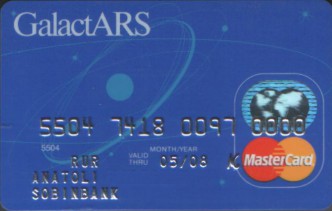 GalactARS
5504 7418 0097 0000
5504
MONTH/YEAR
RUR VALID THRU 05/08
ANATOLI
SOBINBANK
MasterCard